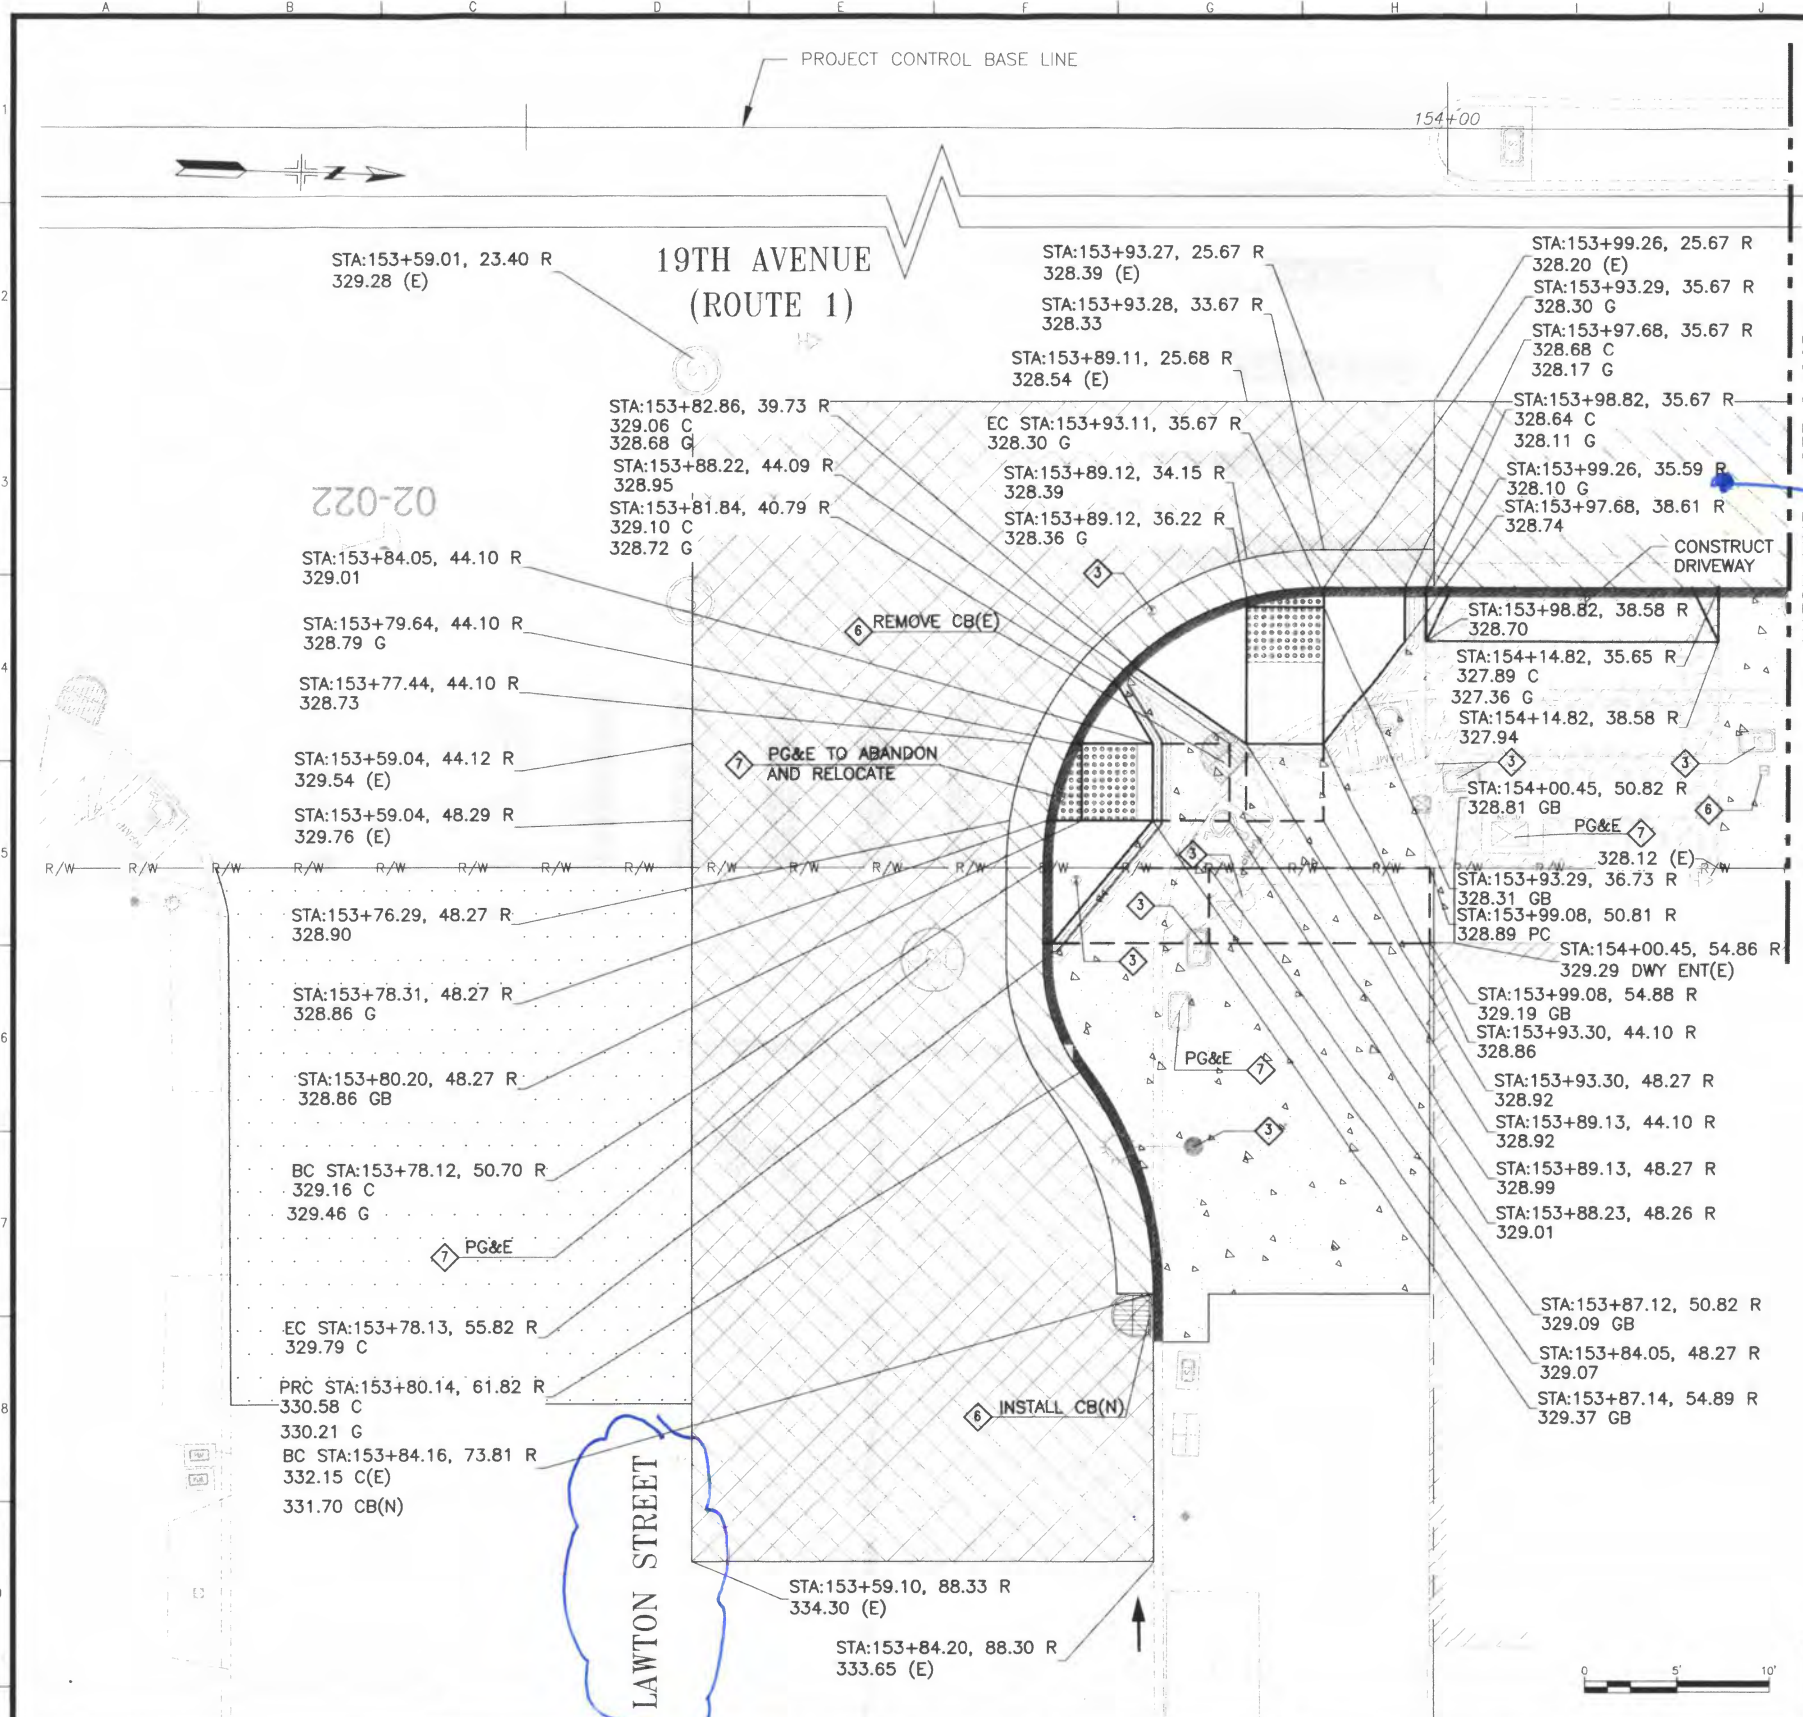 A B C D E F G H I J
PROJECT CONTROL BASE LINE
1
154+00
N
19TH AVENUE
(ROUTE 1)
STA:153+59.01, 23.40 R
329.28 (E)
STA:153+93.27, 25.67 R
328.39 (E)
STA:153+93.28, 33.67 R
328.33
STA:153+89.11, 25.68 R
328.54 (E)
STA:153+99.26, 25.67 R
328.20 (E)
STA:153+93.29, 35.67 R
328.30 G
STA:153+97.68, 35.67 R
328.68 C
328.17 G
2
STA:153+82.86, 39.73 R
329.06 C
328.68 G
STA:153+88.22, 44.09 R
328.95
STA:153+81.84, 40.79 R
329.10 C
328.72 G
EC STA:153+93.11, 35.67 R
328.30 G
STA:153+89.12, 34.15 R
328.39
STA:153+89.12, 36.22 R
328.36 G
STA:153+98.82, 35.67 R
328.64 C
328.11 G
STA:153+99.26, 35.59 R
328.10 G
STA:153+97.68, 38.61 R
328.74
3
02-022
CONSTRUCT
DRIVEWAY
3
STA:153+84.05, 44.10 R
329.01
STA:153+79.64, 44.10 R
328.79 G
6 REMOVE CB(E)
STA:153+98.82, 38.58 R
328.70
4
STA:153+77.44, 44.10 R
328.73
STA:154+14.82, 35.65 R
327.89 C
327.36 G
STA:154+14.82, 38.58 R
327.94
STA:153+59.04, 44.12 R
329.54 (E)
7 PG&E TO ABANDON
AND RELOCATE
3 3
STA:153+59.04, 48.29 R
329.76 (E)
STA:154+00.45, 50.82 R
328.81 GB
6
PG&E 7
5
3
328.12 (E)
R/W R/W R/W R/W R/W R/W R/W R/W R/W R/W R/W R/W R/W R/W R/W R/W R/W R/W R/W R/W R/W
STA:153+93.29, 36.73 R
328.31 GB
STA:153+76.29, 48.27 R
328.90
3
STA:153+99.08, 50.81 R
328.89 PC
STA:154+00.45, 54.86 R
329.29 DWY ENT(E)
3
STA:153+78.31, 48.27 R
328.86 G
STA:153+99.08, 54.88 R
329.19 GB
6
STA:153+93.30, 44.10 R
328.86
PG&E 7
STA:153+80.20, 48.27 R
328.86 GB
STA:153+93.30, 48.27 R
328.92
3
STA:153+89.13, 44.10 R
328.92
BC STA:153+78.12, 50.70 R
329.16 C
329.46 G
STA:153+89.13, 48.27 R
328.99
7
STA:153+88.23, 48.26 R
329.01
7 PG&E
STA:153+87.12, 50.82 R
329.09 GB
EC STA:153+78.13, 55.82 R
329.79 C
STA:153+84.05, 48.27 R
329.07
PRC STA:153+80.14, 61.82 R
330.58 C
330.21 G
8
6 INSTALL CB(N)
STA:153+87.14, 54.89 R
329.37 GB
BC STA:153+84.16, 73.81 R
332.15 C(E)
331.70 CB(N)
LAWTON STREET
STA:153+59.10, 88.33 R
334.30 (E)
STA:153+84.20, 88.30 R
333.65 (E)
0 5' 10'